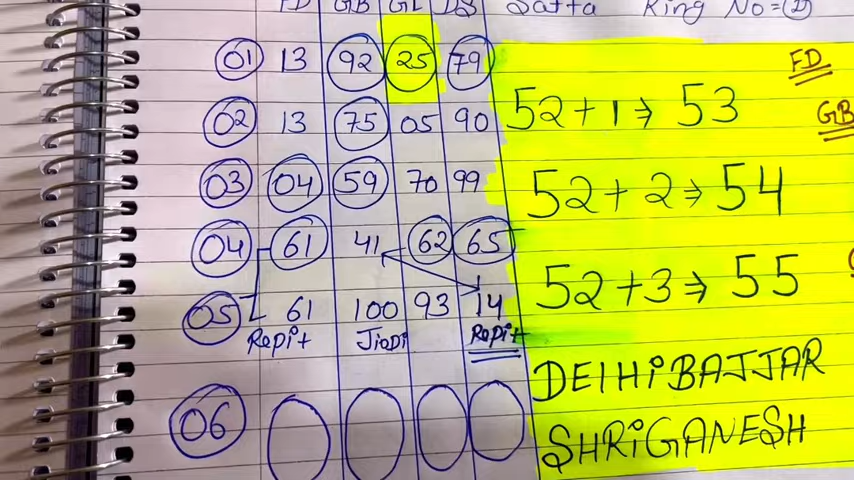 FD GB GL DS Satta King No=(1)
01 13 92 25 79
02 13 75 05 90
03 04 59 70 99
04 61 41 62 65
05 61 100 93 14
Repit Jiodi Repit
06
FD
52+1⇒ 53
GB
52+2⇒54
52+3⇒ 55
DElHiBAJJAR
SHRiGANESH